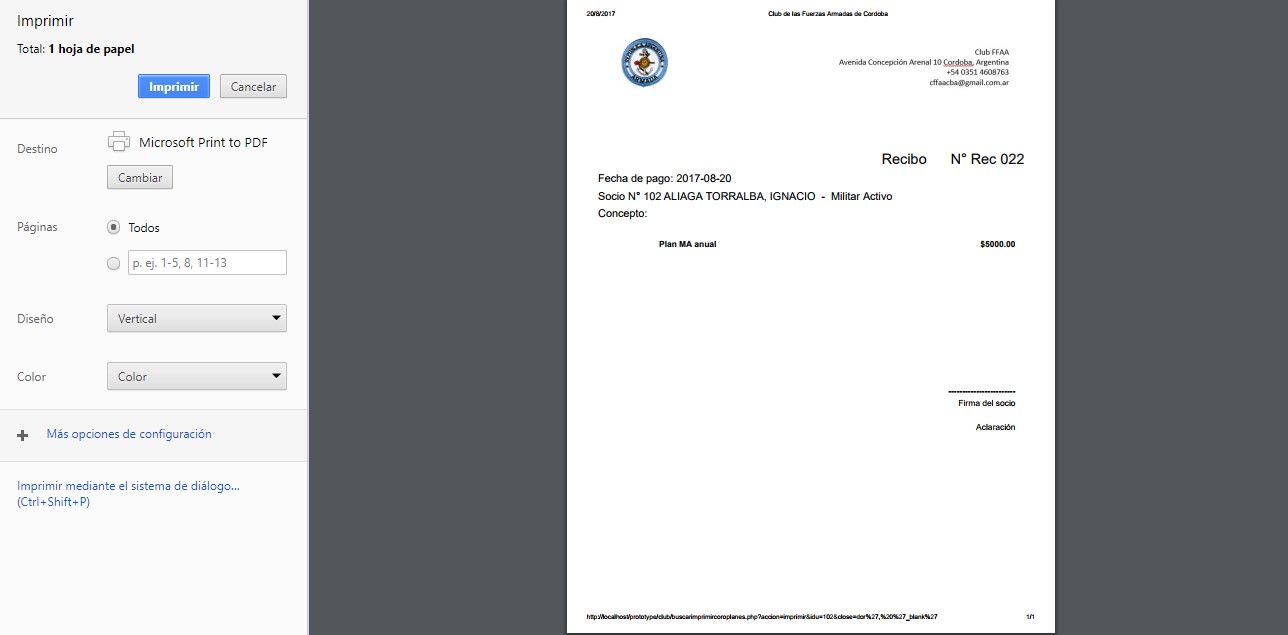 Imprimir
Total: 1 hoja de papel
Imprimir Cancelar
Destino Microsoft Print to PDF
Cambiar
Páginas Todos
p. ej. 1-5, 8, 11-13
Diseño Vertical
Color Color
Más opciones de configuración
Imprimir mediante el sistema de diálogo...
(Ctrl+Shift+P)
20/8/2017 Club de las Fuerzas Armadas de Cordoba
REPUBLICA ARGENTINA
ARMADA
Club FFAA
Avenida Concepción Arenal 10 Cordoba, Argentina
+54 0351 4608763
cffaacba@gmail.com.ar
Recibo N° Rec 022
Fecha de pago: 2017-08-20
Socio N° 102 ALIAGA TORRALBA, IGNACIO - Militar Activo
Concepto:
Plan MA anual $5000.00
------------------------
Firma del socio
Aclaración
http://localhost/prototype/club/buscarimprimircoroplanes.php?accion=imprimir&idu=102&close=dor%27,%20%27_blank%27 1/1